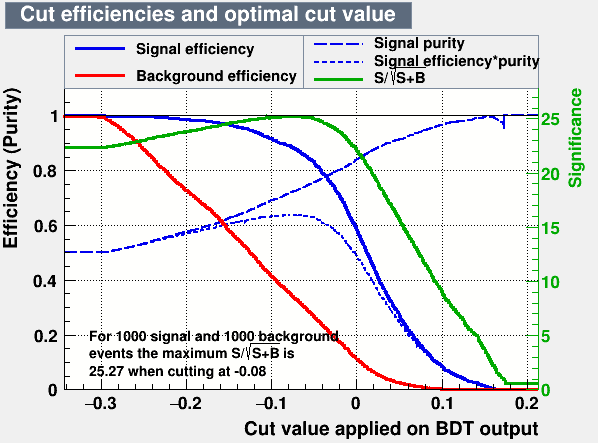 Cut efficiencies and optimal cut value
Signal efficiency
Background efficiency
Signal purity
Signal efficiency*purity
S/√S+B
Efficiency (Purity)
1
0.8
0.6
0.4
0.2
0
25
20
15
10
5
0
Significance
For 1000 signal and 1000 background
events the maximum S/√S+B is
25.27 when cutting at -0.08
−0.3 −0.2 −0.1 0 0.1 0.2
Cut value applied on BDT output